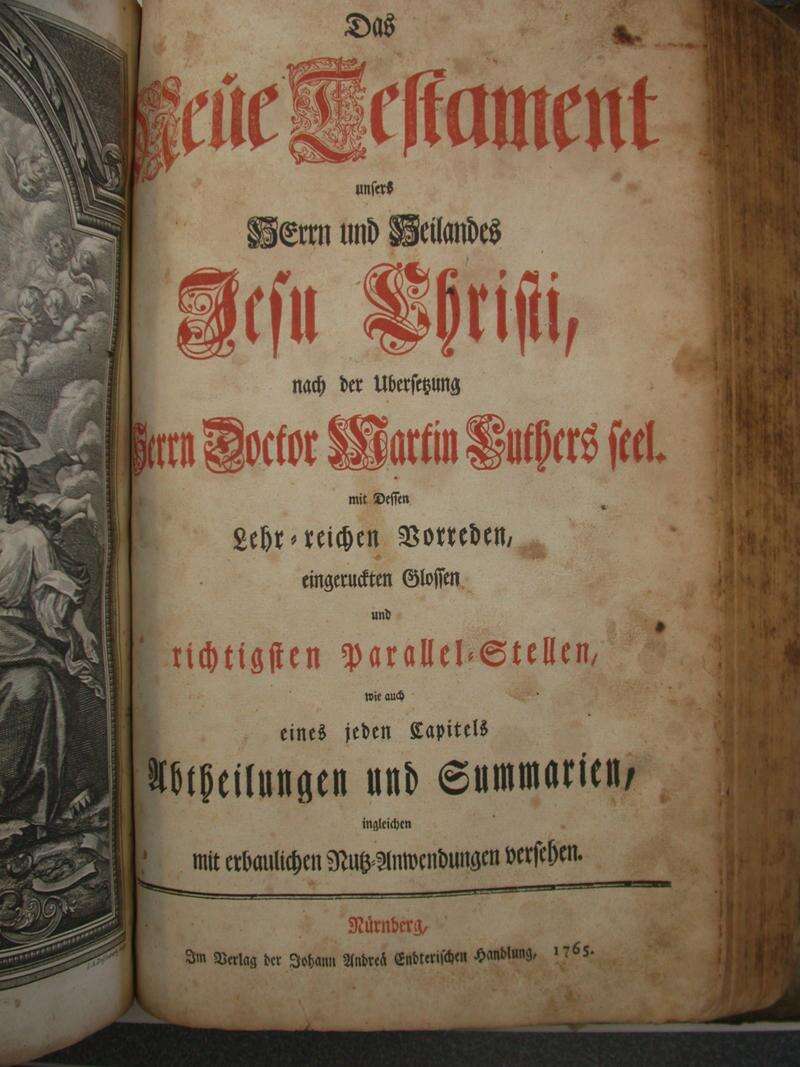 Das
Neüe Testament
unsers
HErrn und Heilandes
Jesu Christi,
nach der Ubersetzung
Herrn Doctor Martin Luthers seel.
mit Dessen
Lehr-reichen Vorreden,
eingeruckten Glossen
und
richtigsten Parallel-Stellen,
wie auch
eines jeden Capitels
Abtheilungen und Summarien,
ingleichen
mit erbaulichen Nutz-Anwendungen versehen.
Nürnberg,
Im Verlag der Johann Andreä Endterischen Handlung, 1765.